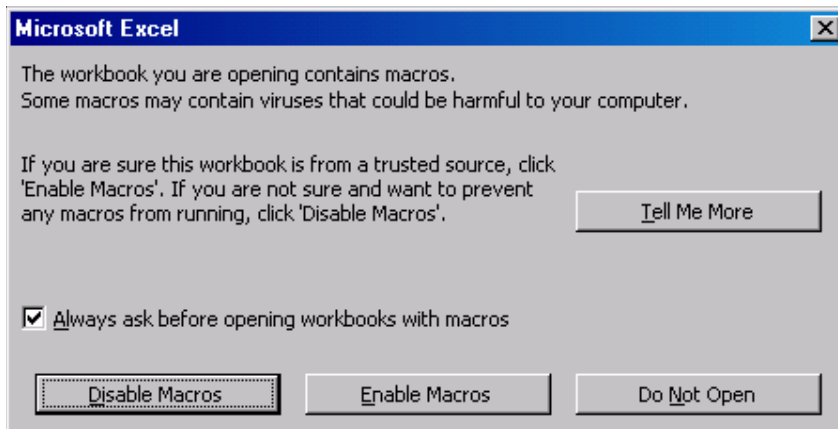 Microsoft Excel
The workbook you are opening contains macros.
Some macros may contain viruses that could be harmful to your computer.
If you are sure this workbook is from a trusted source, click
'Enable Macros'. If you are not sure and want to prevent
any macros from running, click 'Disable Macros'.
Tell Me More
Always ask before opening workbooks with macros
Disable Macros
Enable Macros
Do Not Open